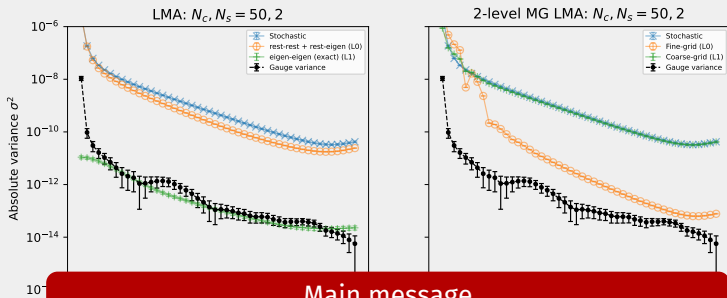 LMA: N_c, N_s = 50, 2
2-level MG LMA: N_c, N_s = 50, 2
Absolute variance σ²
10⁻⁶
10⁻⁸
10⁻¹⁰
10⁻¹²
10⁻¹⁴
Stochastic
rest-rest + rest-eigen (L0)
eigen-eigen (exact) (L1)
Gauge variance
Stochastic
Fine-grid (L0)
Coarse-grid (L1)
Gauge variance
Main message